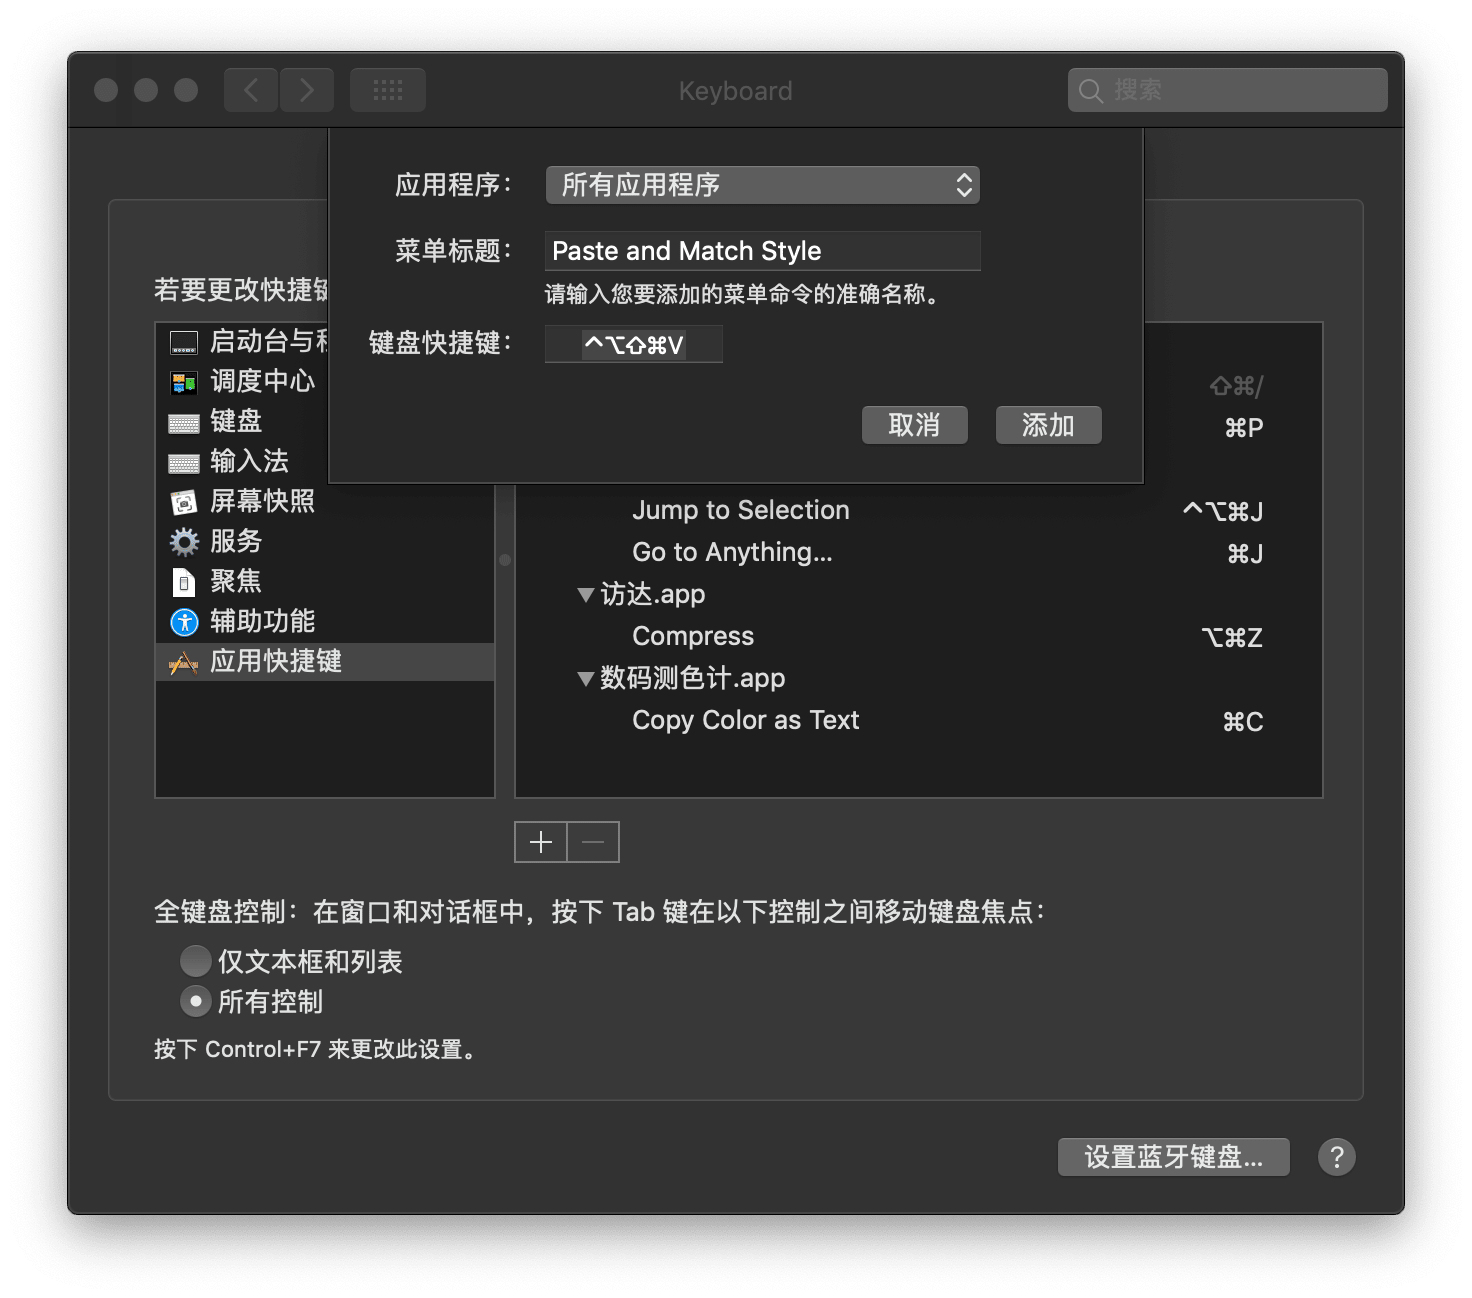 Keyboard
搜索
应用程序：
所有应用程序
菜单标题：
Paste and Match Style
请输入您要添加的菜单命令的准确名称。
键盘快捷键：
^⌥⇧⌘V
取消
添加
若要更改快捷键
启动台与程
调度中心
键盘
输入法
屏幕快照
服务
聚焦
辅助功能
应用快捷键
⇧⌘/
⌘P
Jump to Selection ^⌥⌘J
Go to Anything... ⌘J
▼访达.app
Compress ⌥⌘Z
▼数码测色计.app
Copy Color as Text ⌘C
全键盘控制：在窗口和对话框中，按下 Tab 键在以下控制之间移动键盘焦点：
仅文本框和列表
所有控制
按下 Control+F7 来更改此设置。
设置蓝牙键盘...
?